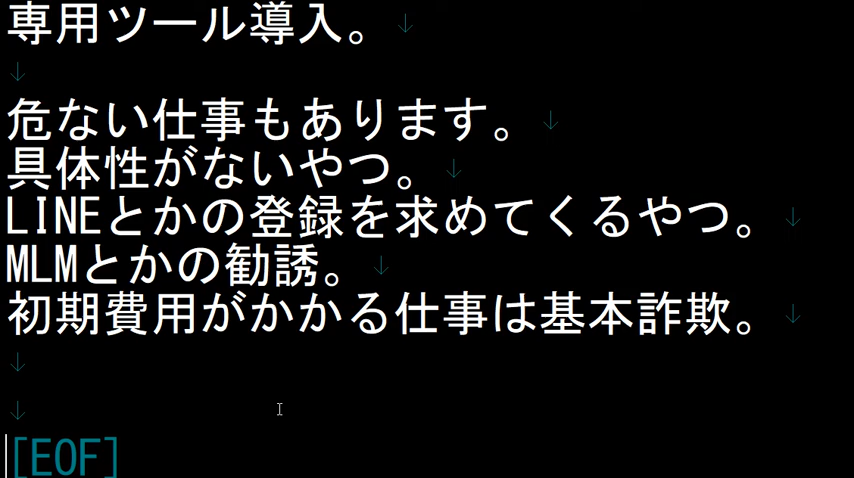 専用ツール導入。↓
↓
危ない仕事もあります。↓
具体性がないやつ。↓
LINEとかの登録を求めてくるやつ。↓
MLMとかの勧誘。↓
初期費用がかかる仕事は基本詐欺。↓
↓
↓
[EOF]